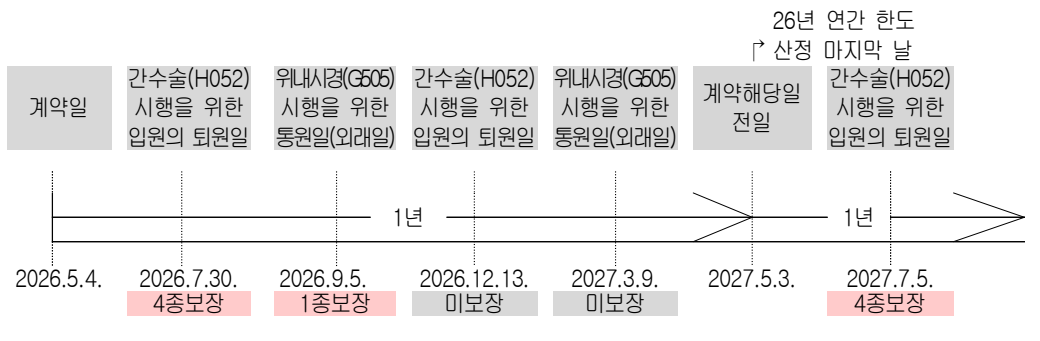 26년 연간 한도
산정 마지막 날
계약일
간수술(H052)
시행을 위한
입원의 퇴원일
위내시경(G505)
시행을 위한
통원일(외래일)
간수술(H052)
시행을 위한
입원의 퇴원일
위내시경(G505)
시행을 위한
통원일(외래일)
계약해당일
전일
간수술(H052)
시행을 위한
입원의 퇴원일
1년
1년
2026.5.4.
2026.7.30.
2026.9.5.
2026.12.13.
2027.3.9.
2027.5.3.
2027.7.5.
4종보장
1종보장
미보장
미보장
4종보장